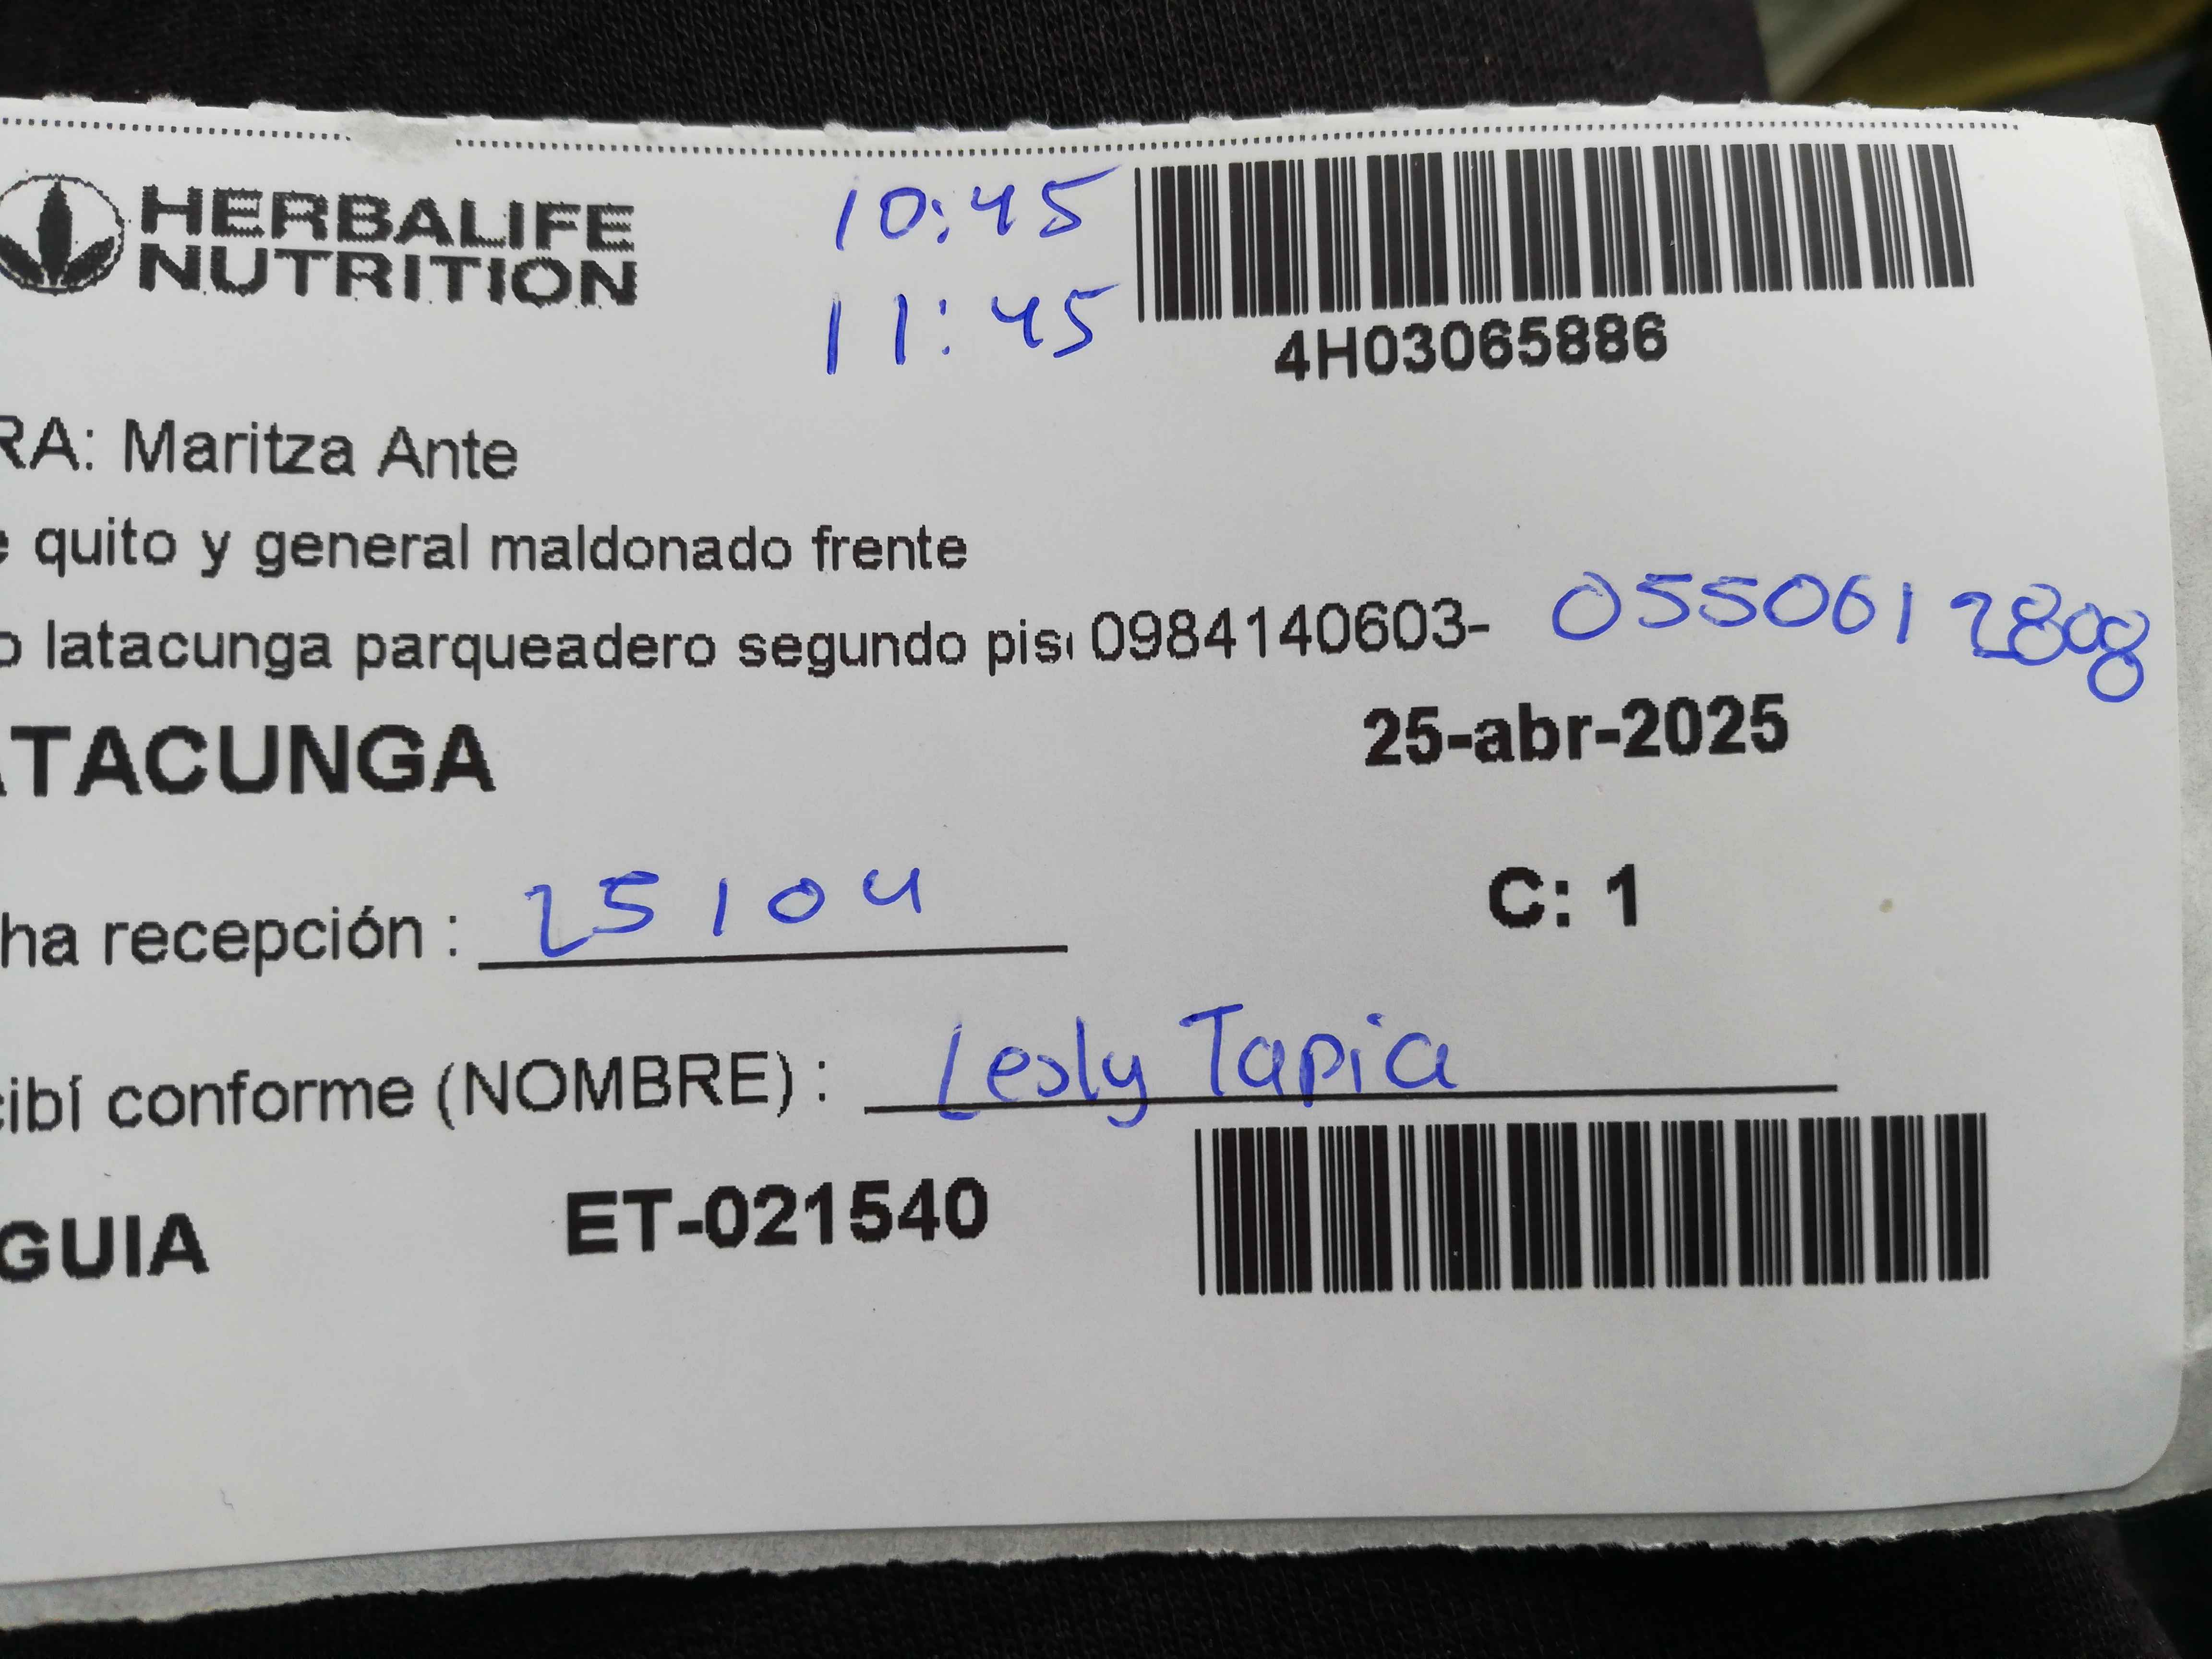 HERBALIFE
NUTRITION
10:45
11:45
4H03065886
RA: Maritza Ante
e quito y general maldonado frente
o latacunga parqueadero segundo pis 0984140603-
25-abr-2025
ATACUNGA
C: 1
ha recepción : 25104
cibí conforme (NOMBRE) : Lesly Tapia
GUIA ET-021540